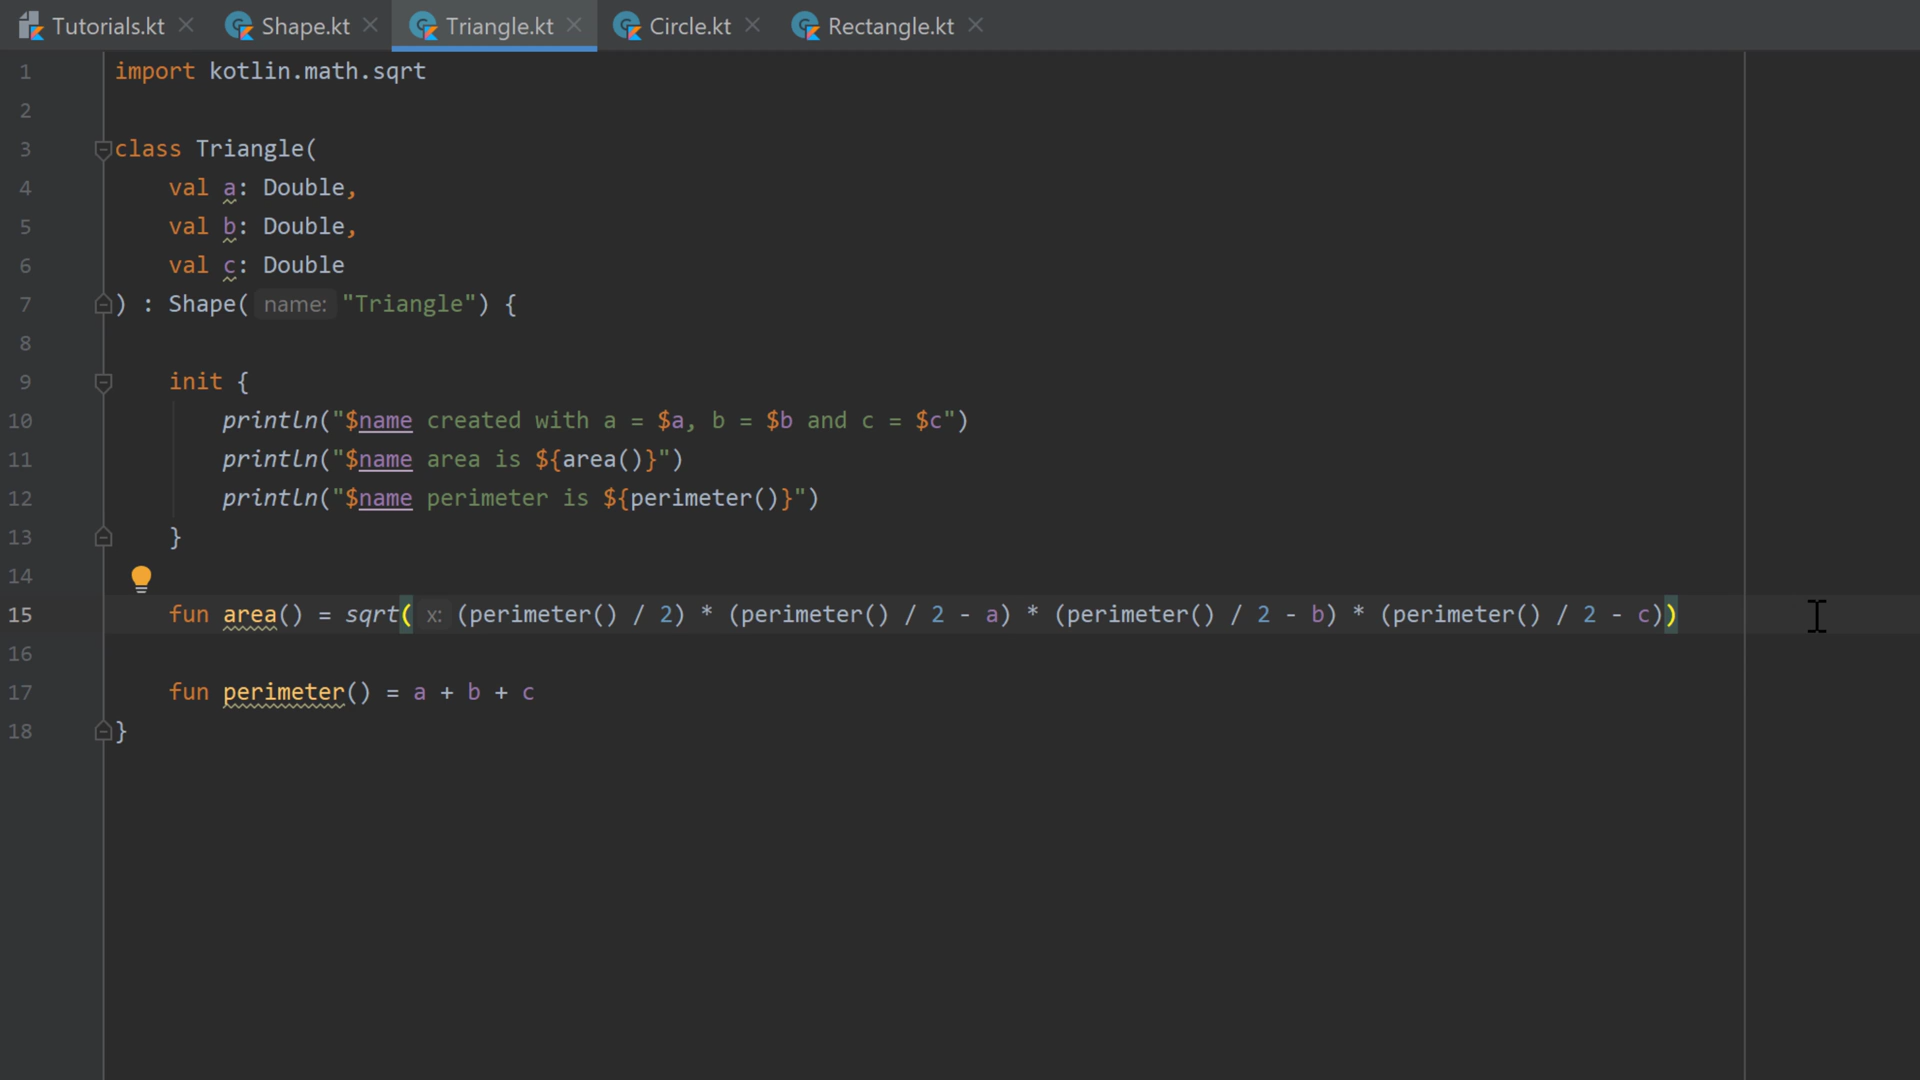 Tutorials.kt Shape.kt Triangle.kt Circle.kt Rectangle.kt
1 import kotlin.math.sqrt
2
3 class Triangle(
4 val a: Double,
5 val b: Double,
6 val c: Double
7 ) : Shape( name: "Triangle") {
8
9 init {
10 println("$name created with a = $a, b = $b and c = $c")
11 println("$name area is ${area()}")
12 println("$name perimeter is ${perimeter()}")
13 }
14
15 fun area() = sqrt( x: (perimeter() / 2) * (perimeter() / 2 - a) * (perimeter() / 2 - b) * (perimeter() / 2 - c))
16
17 fun perimeter() = a + b + c
18 }